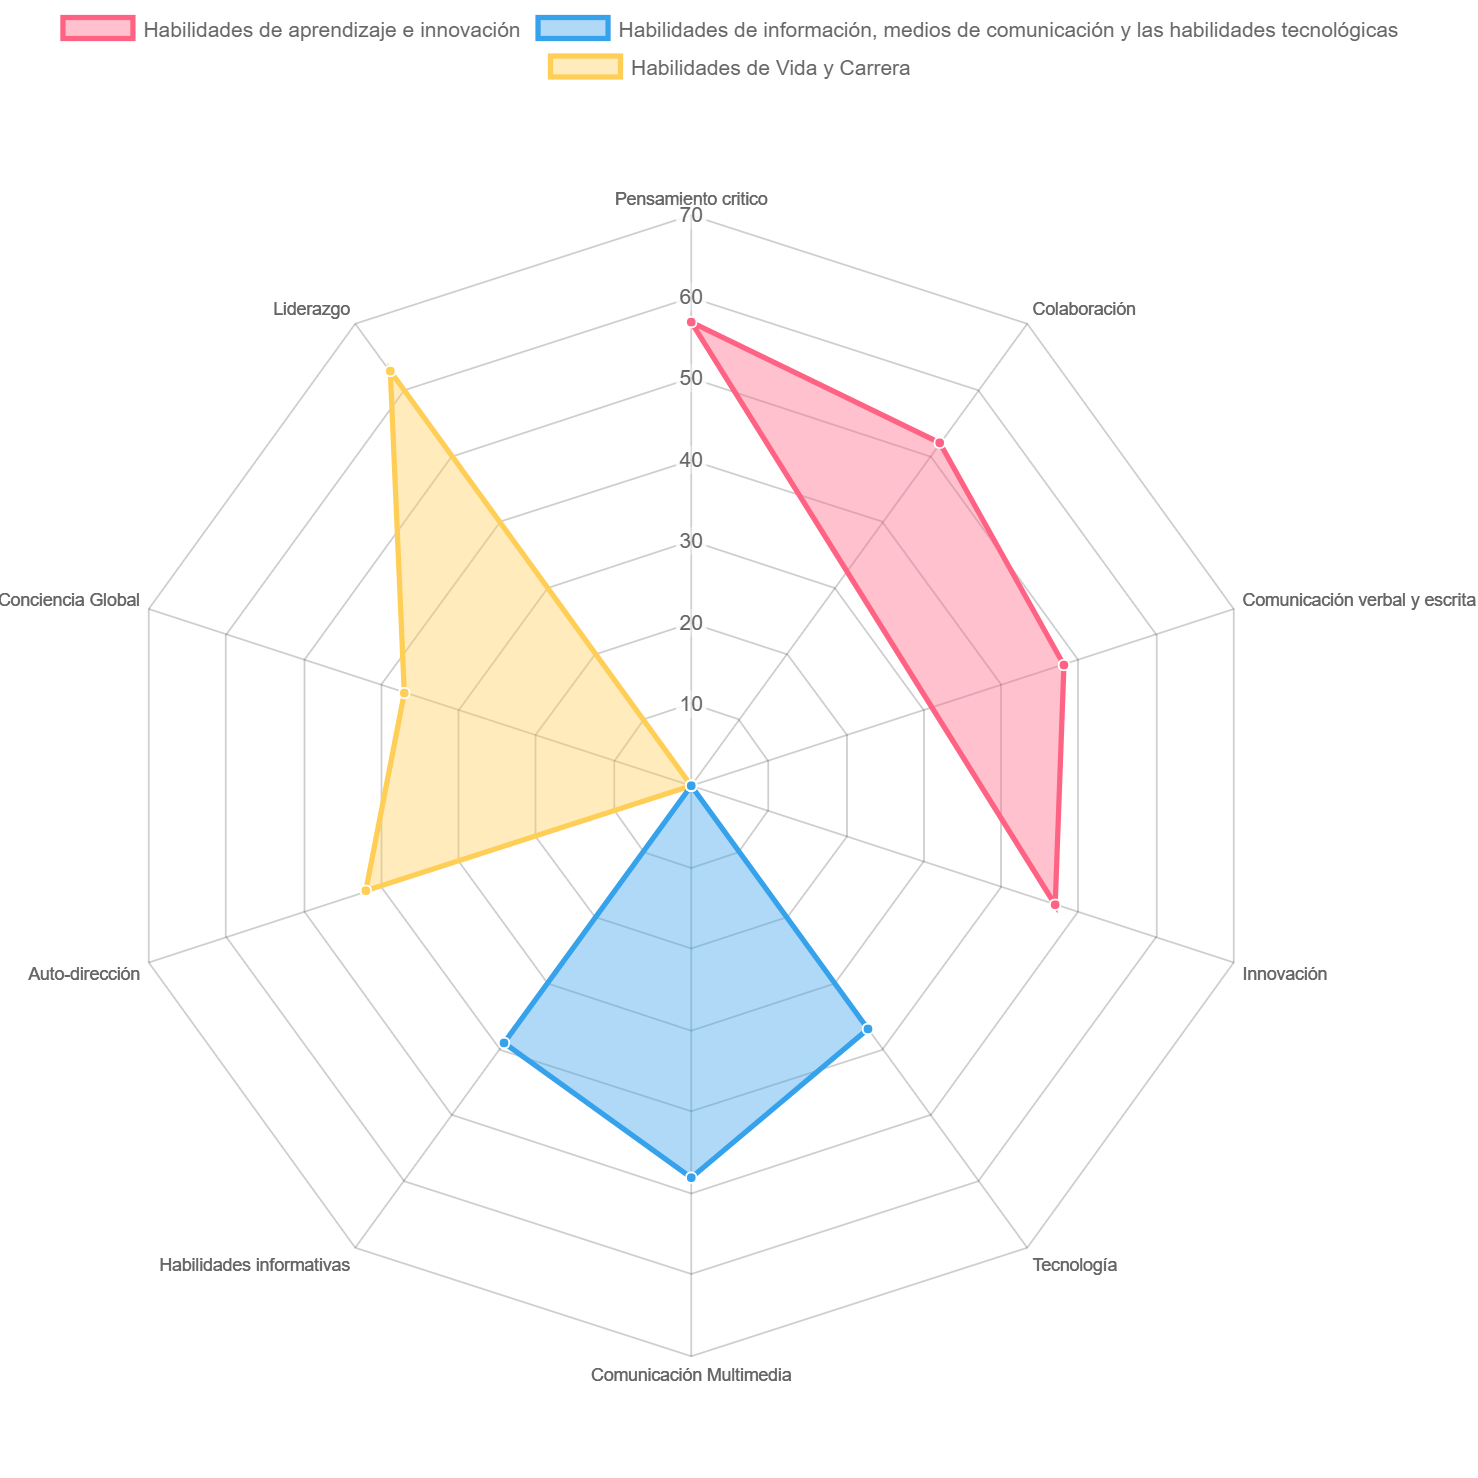 Habilidades de aprendizaje e innovación
Habilidades de información, medios de comunicación y las habilidades tecnológicas
Habilidades de Vida y Carrera
Pensamiento critico
70
60
50
40
30
20
10
Liderazgo
Colaboración
Conciencia Global
Comunicación verbal y escrita
Auto-dirección
Innovación
Habilidades informativas
Tecnología
Comunicación Multimedia